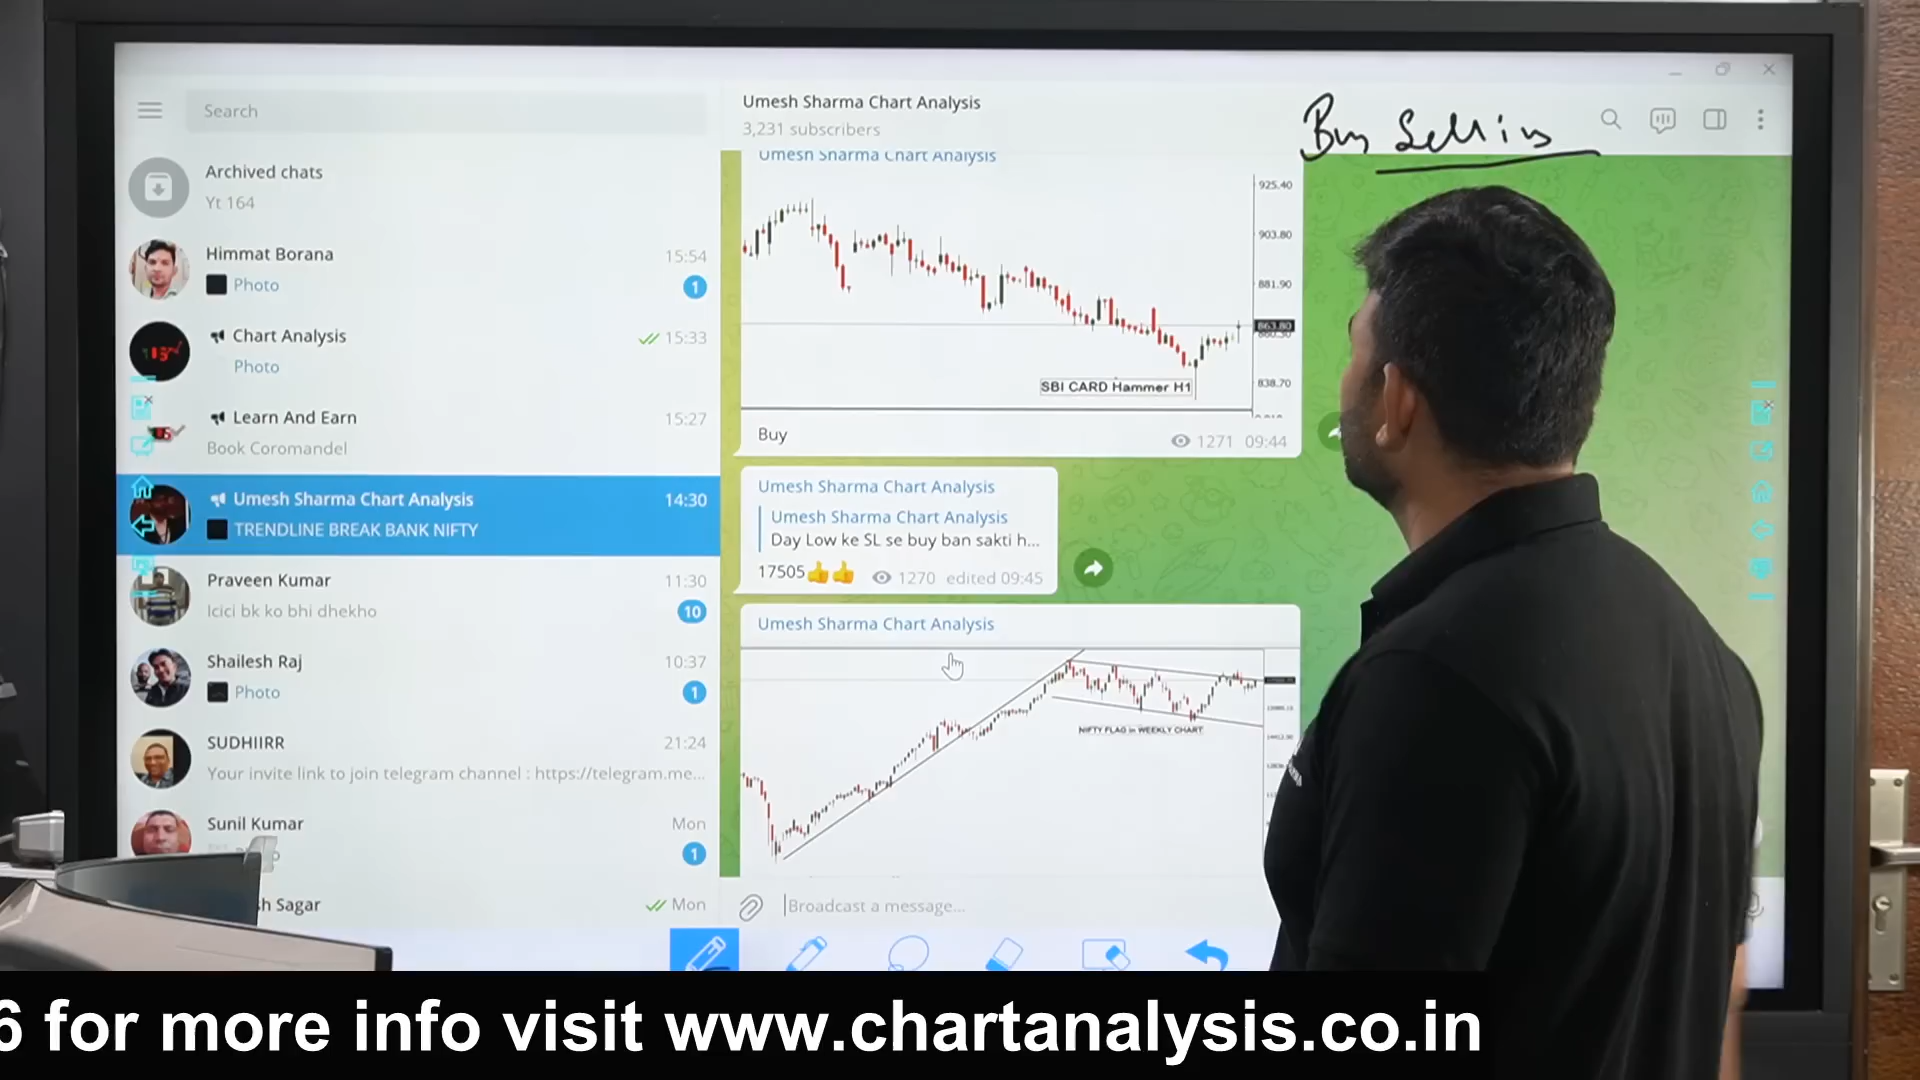 Search
Archived chats
Yt 164
Himmat Borana
15:54
Photo
1
Chart Analysis
15:33
Photo
Learn And Earn
15:27
Book Coromandel
Umesh Sharma Chart Analysis
14:30
TRENDLINE BREAK BANK NIFTY
Praveen Kumar
11:30
Icici bk ko bhi dhekho
10
Shailesh Raj
10:37
Photo
1
SUDHIIRR
21:24
Your invite link to join telegram channel : https://telegram.me...
Sunil Kumar
Mon
1
h Sagar
Mon
Umesh Sharma Chart Analysis
3,231 subscribers
Buy
Umesh Sharma Chart Analysis
925.40
903.80
881.90
863.80
838.70
SBI CARD Hammer H1
Buy
1271 09:44
Umesh Sharma Chart Analysis
Umesh Sharma Chart Analysis
Day Low ke SL se buy ban sakti h...
17505👍👍 1270 edited 09:45
Umesh Sharma Chart Analysis
NIFTY FLAG in WEEKLY CHART
Broadcast a message...
6 for more info visit www.chartanalysis.co.in